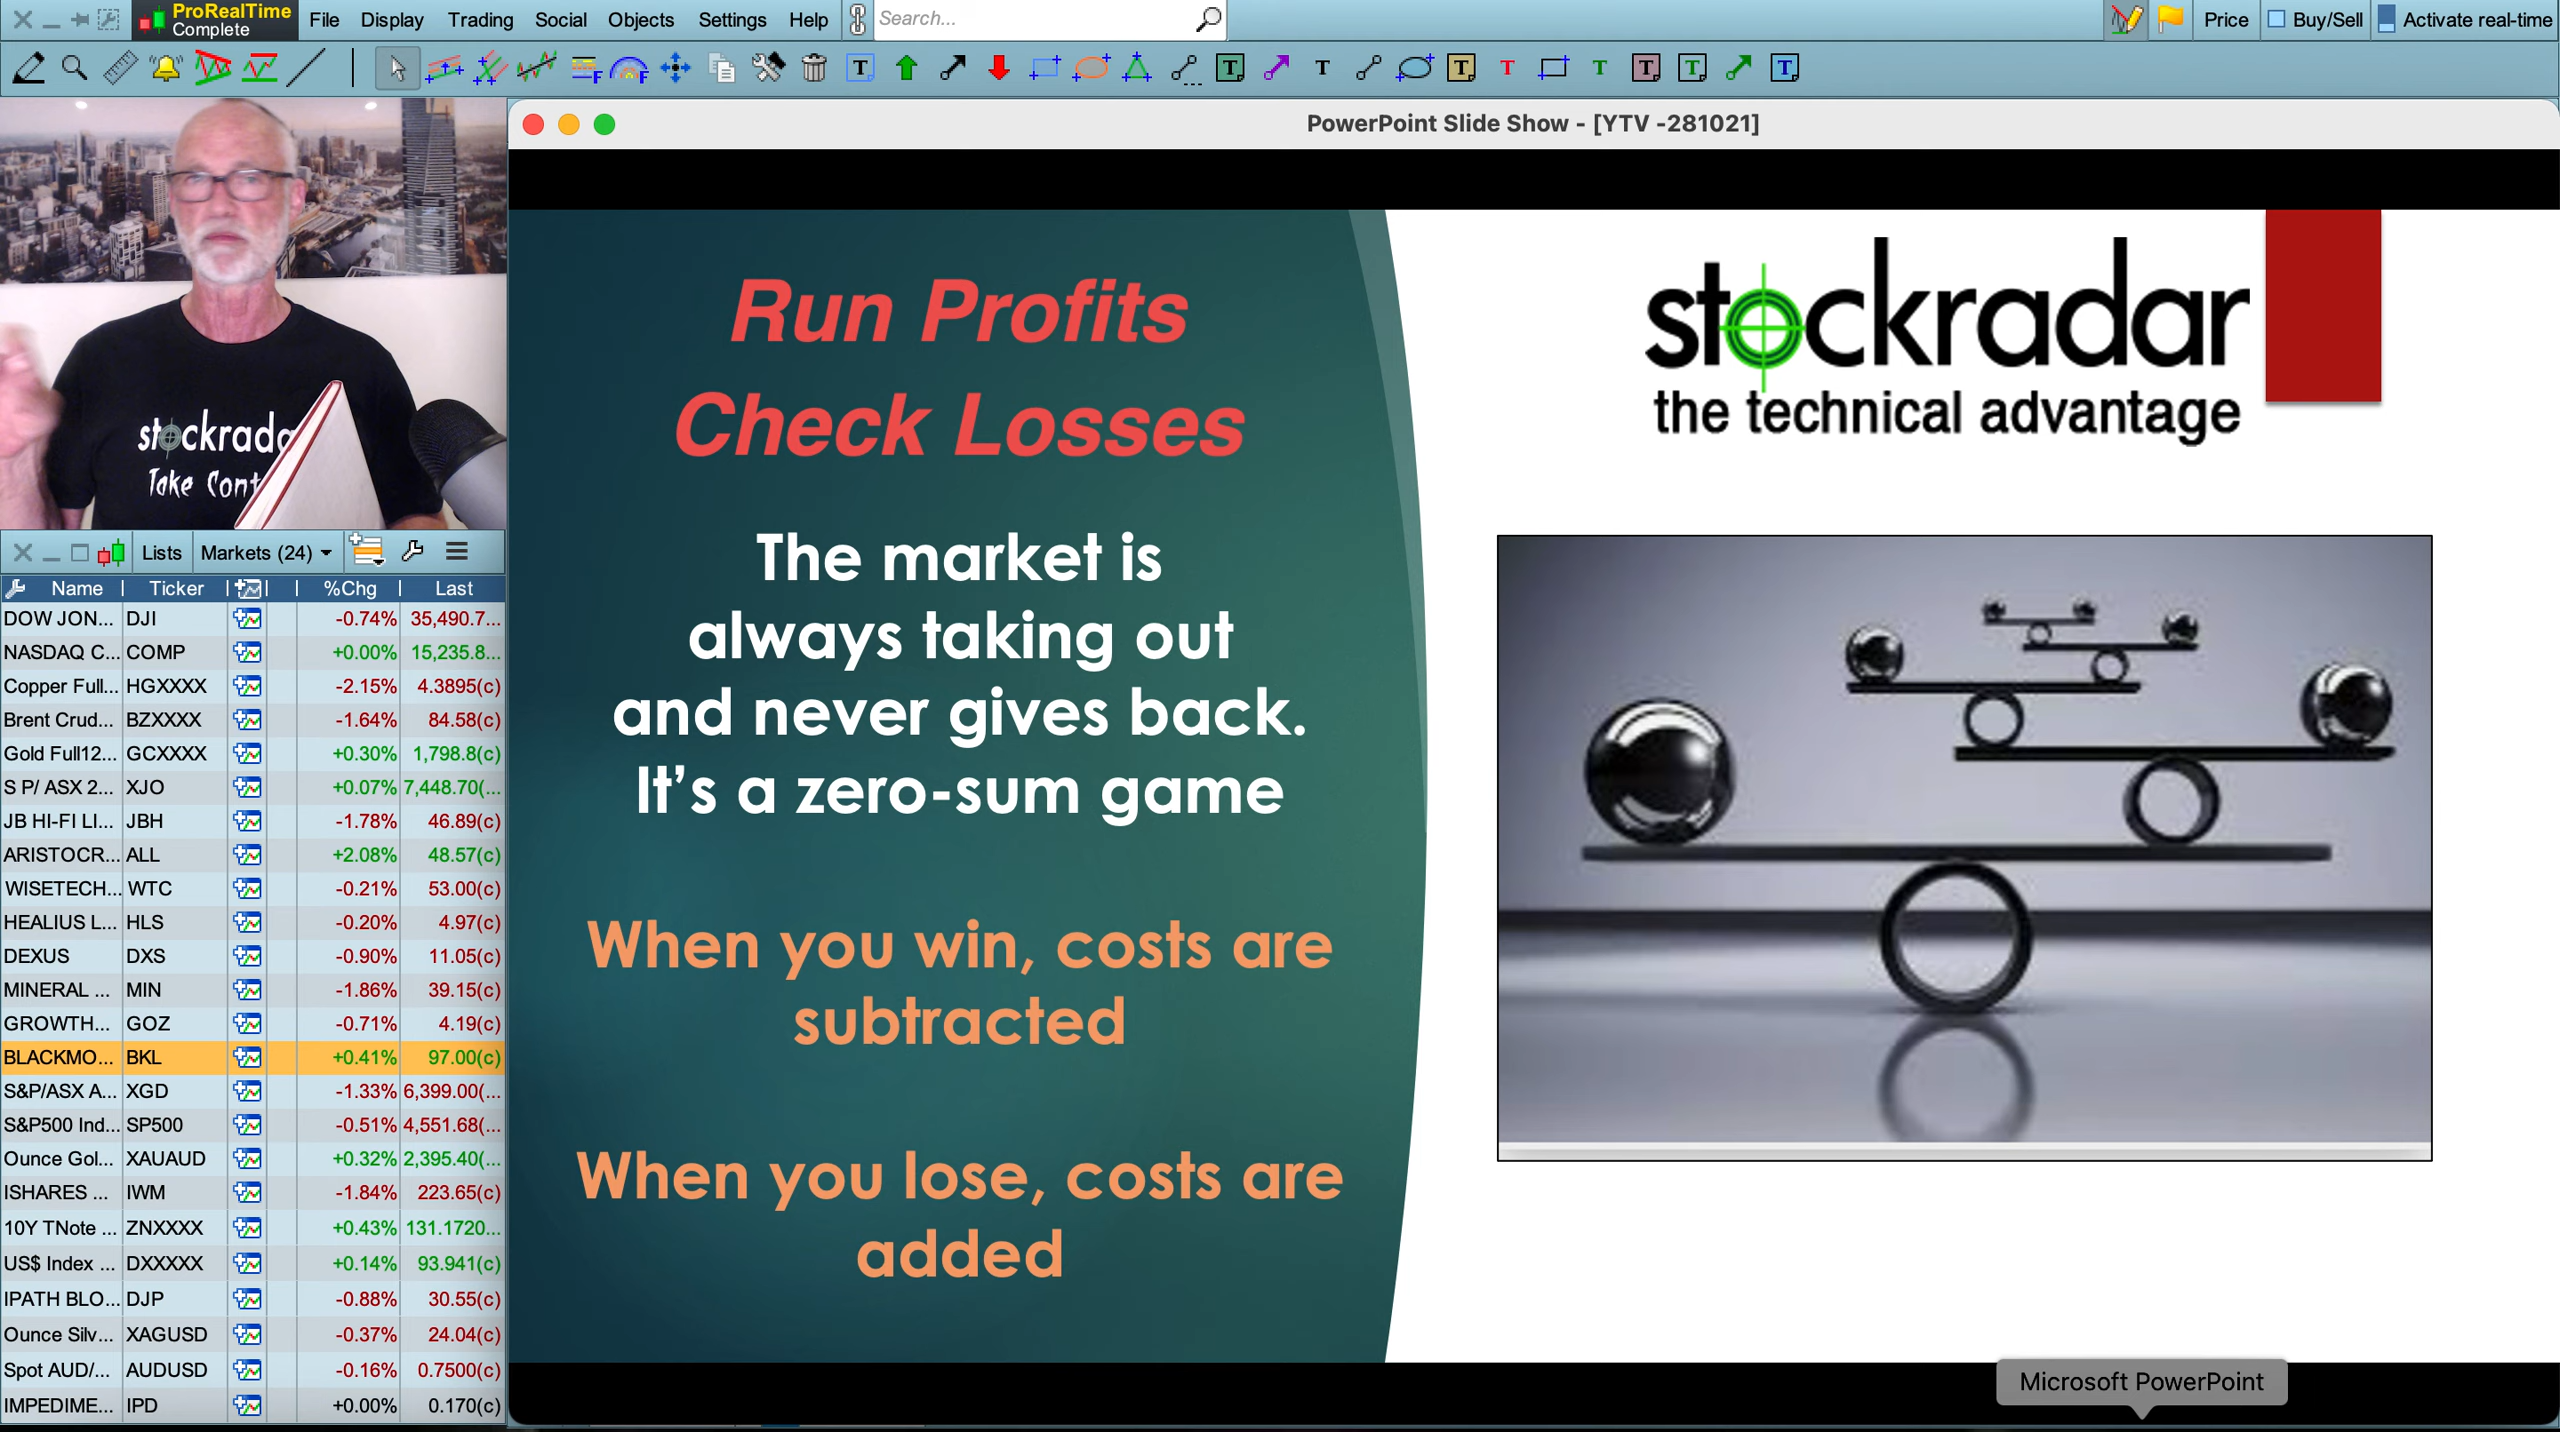 ProRealTime
Complete
File Display Trading Social Objects Settings Help Search... Price Buy/Sell Activate real-time
PowerPoint Slide Show - [YTV -281021]
stockrada
Take Cont
Run Profits
Check Losses
The market is
always taking out
and never gives back.
It's a zero-sum game
When you win, costs are
subtracted
When you lose, costs are
added
stockradar
the technical advantage
Lists Markets (24)
Name Ticker %Chg Last
DOW JON... DJI -0.74% 35,490.7...
NASDAQ C... COMP +0.00% 15,235.8...
Copper Full... HGXXXX -2.15% 4.3895(c)
Brent Crud... BZXXXX -1.64% 84.58(c)
Gold Full12... GCXXXX +0.30% 1,798.8(c)
S P/ ASX 2... XJO +0.07% 7,448.70(...
JB HI-FI LI... JBH -1.78% 46.89(c)
ARISTOCR... ALL +2.08% 48.57(c)
WISETECH... WTC -0.21% 53.00(c)
HEALIUS L... HLS -0.20% 4.97(c)
DEXUS DXS -0.90% 11.05(c)
MINERAL ... MIN -1.86% 39.15(c)
GROWTH... GOZ -0.71% 4.19(c)
BLACKMO... BKL +0.41% 97.00(c)
S&P/ASX A... XGD -1.33% 6,399.00(...
S&P500 Ind... SP500 -0.51% 4,551.68(...
Ounce Gol... XAUAUD +0.32% 2,395.40(...
ISHARES ... IWM -1.84% 223.65(c)
10Y TNote ... ZNXXXX +0.43% 131.1720...
US$ Index ... DXXXXX +0.14% 93.941(c)
IPATH BLO... DJP -0.88% 30.55(c)
Ounce Silv... XAGUSD -0.37% 24.04(c)
Spot AUD/... AUDUSD -0.16% 0.7500(c)
IMPEDIME... IPD +0.00% 0.170(c)
Microsoft PowerPoint